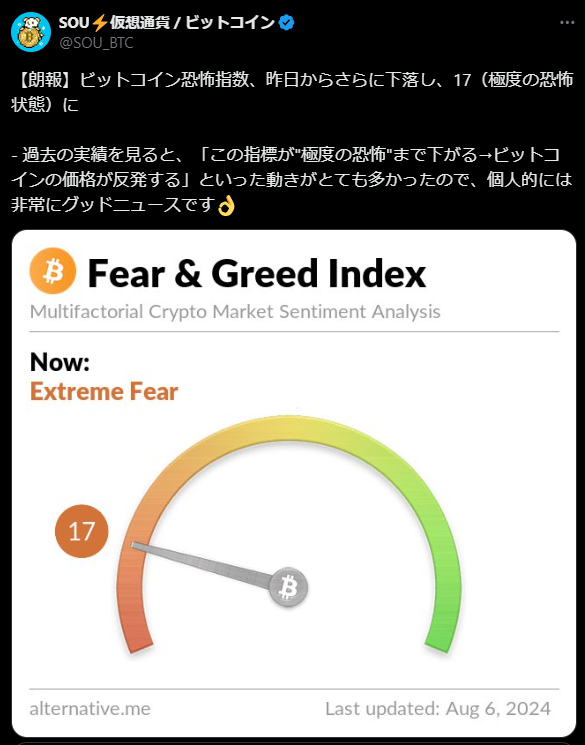 SOU⚡仮想通貨 / ビットコイン
@SOU_BTC
【朗報】ビットコイン恐怖指数、昨日からさらに下落し、17（極度の恐怖
状態）に
- 過去の実績を見ると、「この指標が"極度の恐怖"まで下がる→ビットコ
インの価格が反発する」といった動きがとても多かったので、個人的には
非常にグッドニュースです👌
Fear & Greed Index
Multifactorial Crypto Market Sentiment Analysis
Now:
Extreme Fear
17
alternative.me
Last updated: Aug 6, 2024